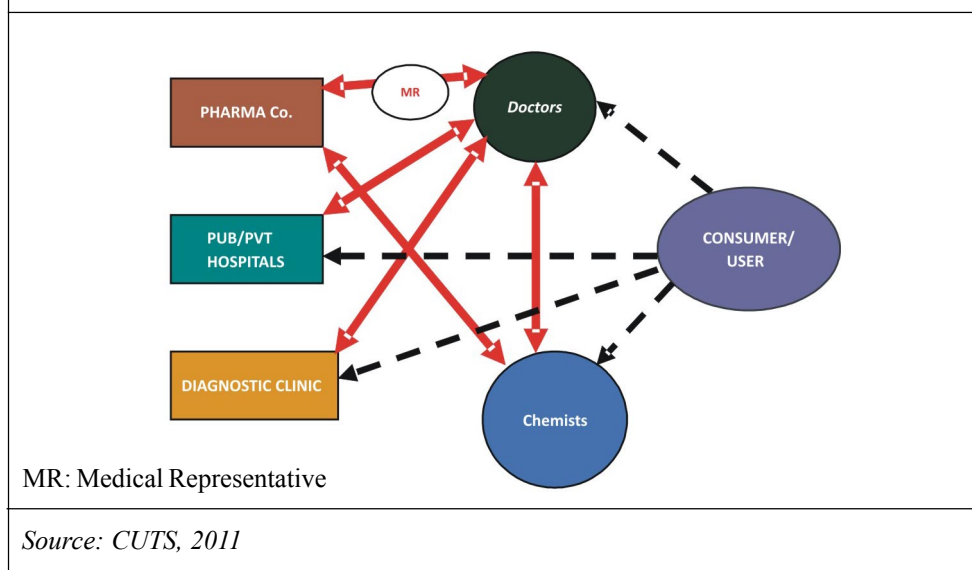 PHARMA Co.
MR
Doctors
PUB/PVT
HOSPITALS
CONSUMER/
USER
DIAGNOSTIC CLINIC
Chemists
MR: Medical Representative
Source: CUTS, 2011